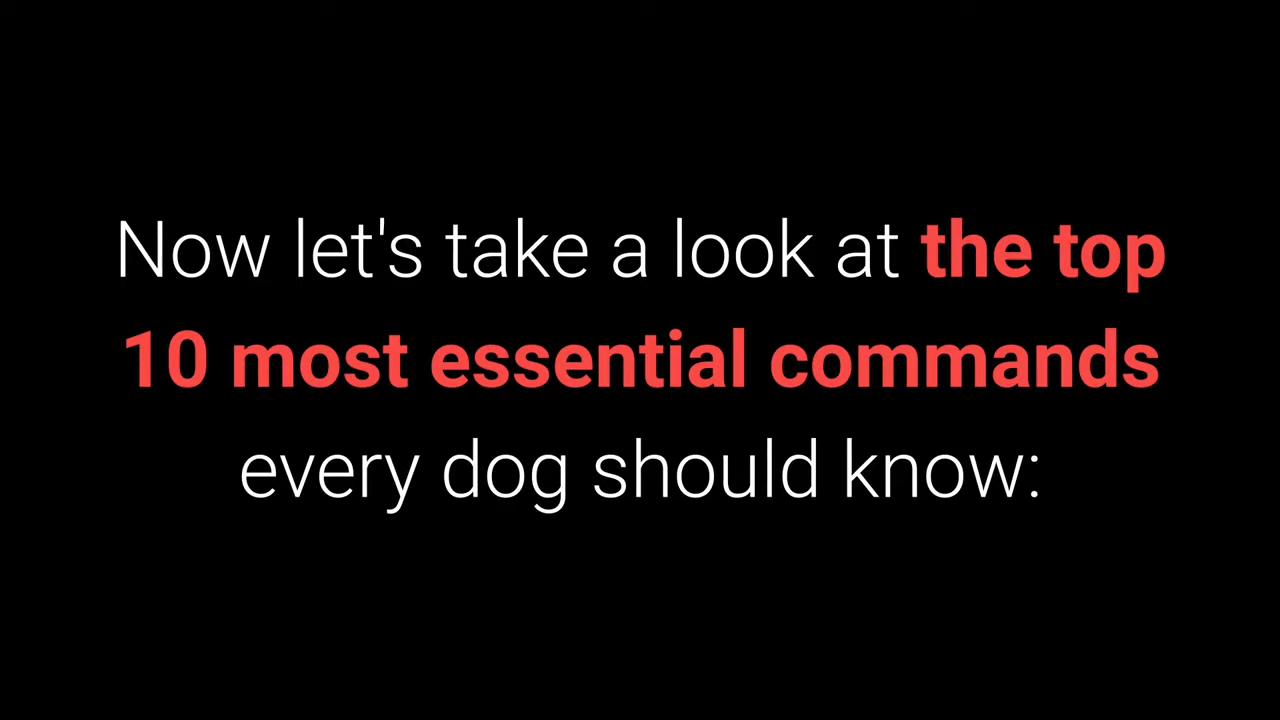 Now let's take a look at the top
10 most essential commands
every dog should know: